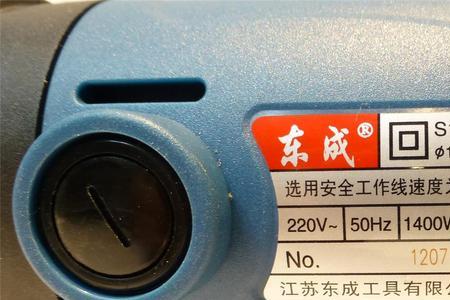 东成®
S
选用安全工作线速度
220V~ 50Hz 1400W
No. 1207
江苏东成工具有限